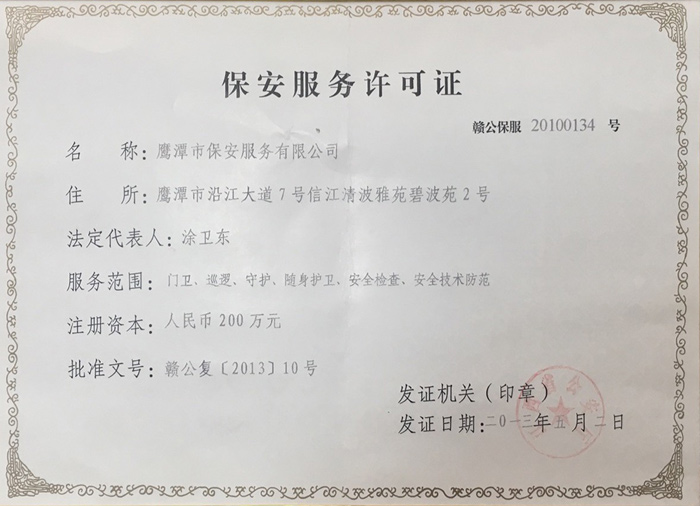 保安服务许可证
赣公保服 20100134 号
名 称：鹰潭市保安服务有限公司
住 所：鹰潭市沿江大道7号信江清波雅苑碧波苑2号
法定代表人：涂卫东
服务范围：门卫、巡逻、守护、随身护卫、安全检查、安全技术防范
注册资本：人民币200万元
批准文号：赣公复〔2013〕10号
发证机关（印章）
发证日期：二〇一三年五月二日